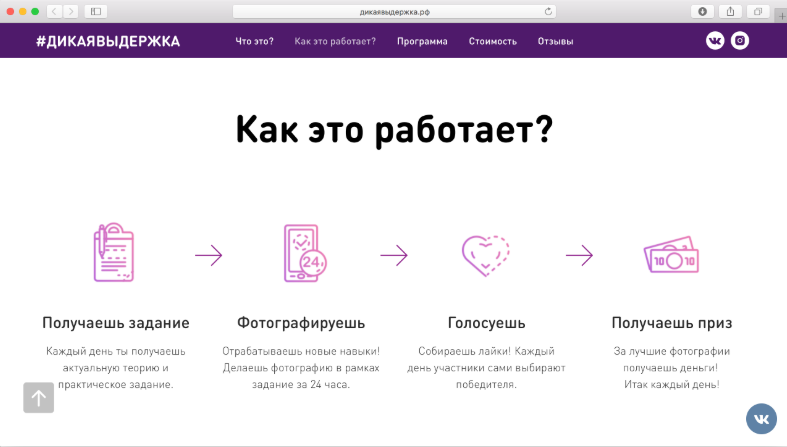 дикаявыдержка.рф
#ДИКАЯВЫДЕРЖКА
Что это?
Как это работает?
Программа
Стоимость
Отзывы
Как это работает?
24
10
10
Получаешь задание
Каждый день ты получаешь
актуальную теорию и
практическое задание.
Фотографируешь
Отрабатываешь новые навыки!
Делаешь фотографию в рамках
задание за 24 часа.
Голосуешь
Собираешь лайки! Каждый
день участники сами выбирают
победителя.
Получаешь приз
За лучшие фотографии
получаешь деньги!
Итак каждый день!